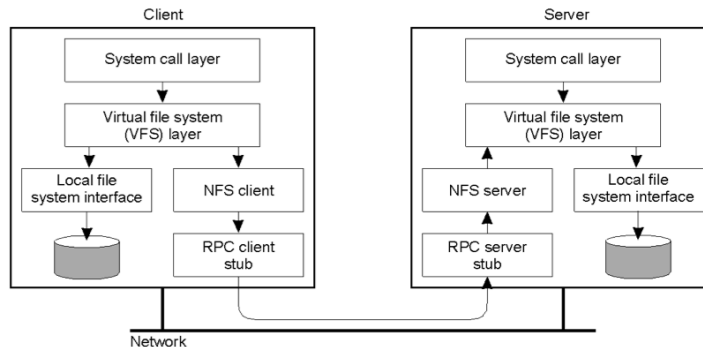 Client
System call layer
Virtual file system
(VFS) layer
Local file
system interface
NFS client
RPC client
stub
Server
System call layer
Virtual file system
(VFS) layer
NFS server
Local file
system interface
RPC server
stub
Network